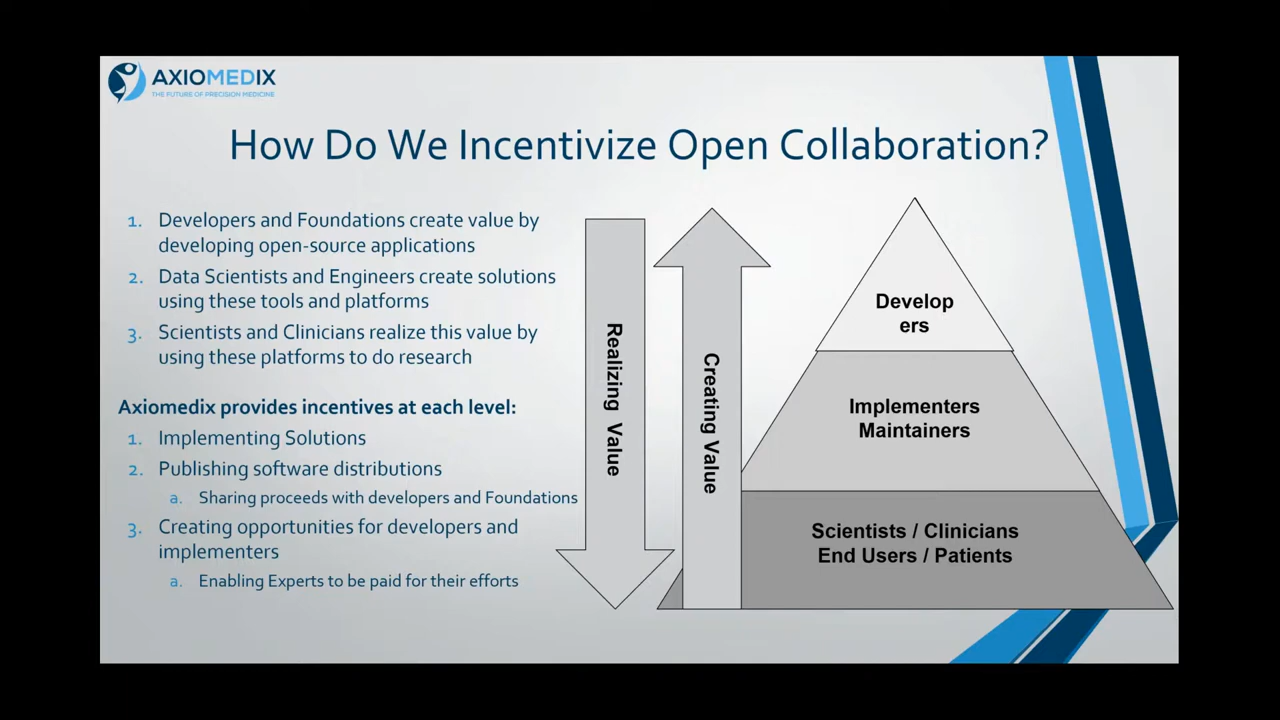 AXIOMEDIX
THE FUTURE OF PRECISION MEDICINE
How Do We Incentivize Open Collaboration?
1. Developers and Foundations create value by
developing open-source applications
2. Data Scientists and Engineers create solutions
using these tools and platforms
3. Scientists and Clinicians realize this value by
using these platforms to do research
Axiomedix provides incentives at each level:
1. Implementing Solutions
2. Publishing software distributions
a. Sharing proceeds with developers and Foundations
3. Creating opportunities for developers and
implementers
a. Enabling Experts to be paid for their efforts
Realizing Value
Creating Value
Develop
ers
Implementers
Maintainers
Scientists / Clinicians
End Users / Patients